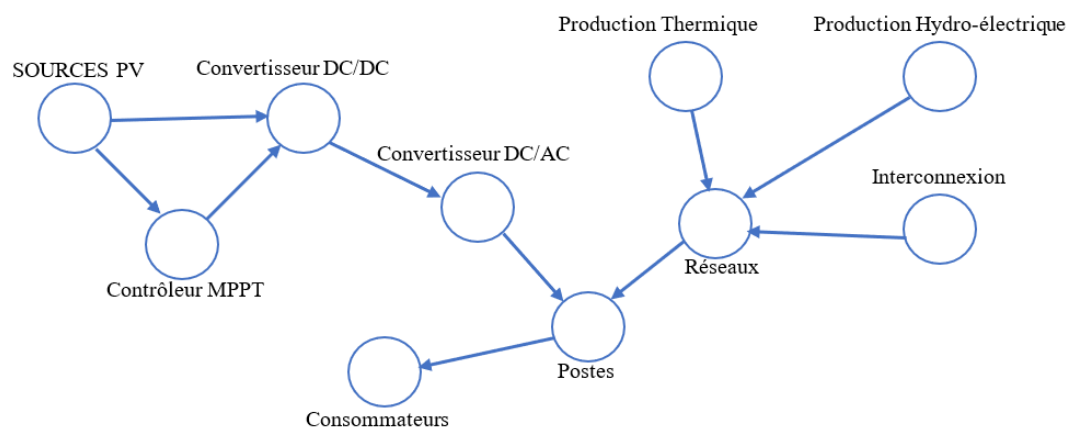 Production Thermique
Production Hydro-électrique
SOURCES PV
Convertisseur DC/DC
Convertisseur DC/AC
Interconnexion
Réseaux
Contrôleur MPPT
Postes
Consommateurs